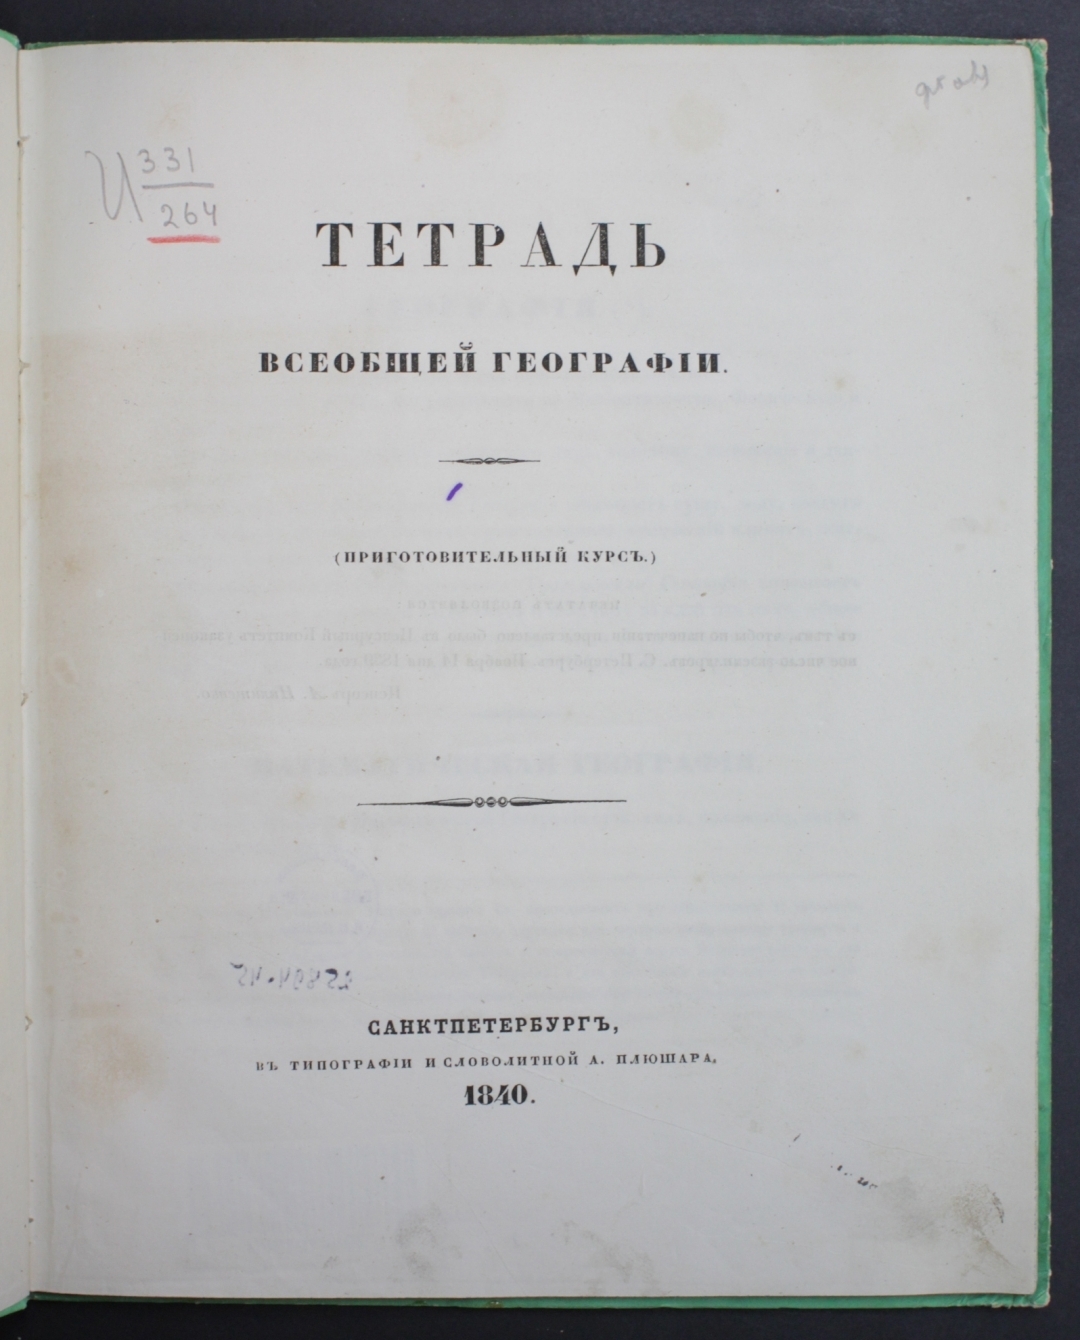 И 331
264
ТЕТРАДЬ
ВСЕОБЩЕЙ ГЕОГРАФІИ.
(ПРИГОТОВИТЕЛЬНЫЙ КУРСЪ.)
САНКТПЕТЕРБУРГЪ,
ВЪ ТИПОГРАФІИ И СЛОВОЛИТНОЙ А. ПЛЮШАРА.
1840.